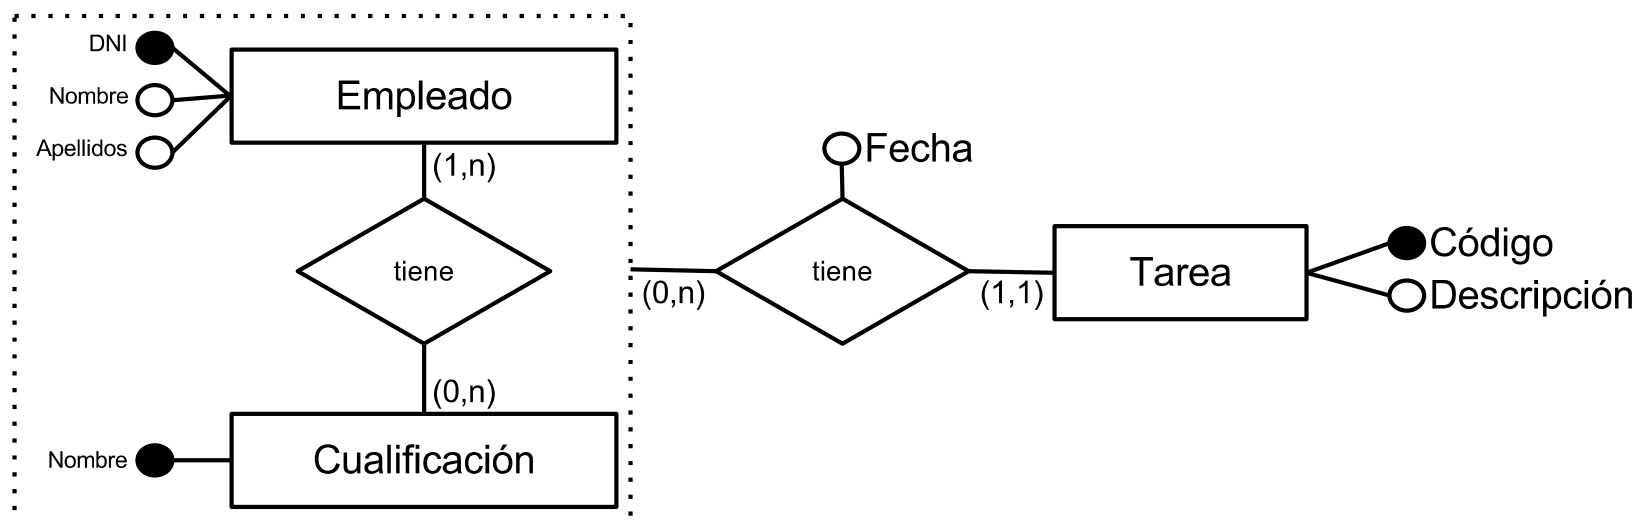 DNI
Nombre
Apellidos
Empleado
(1,n)
tiene
(0,n)
Nombre
Cualificación
(0,n)
Fecha
tiene
(1,1)
Tarea
Código
Descripción